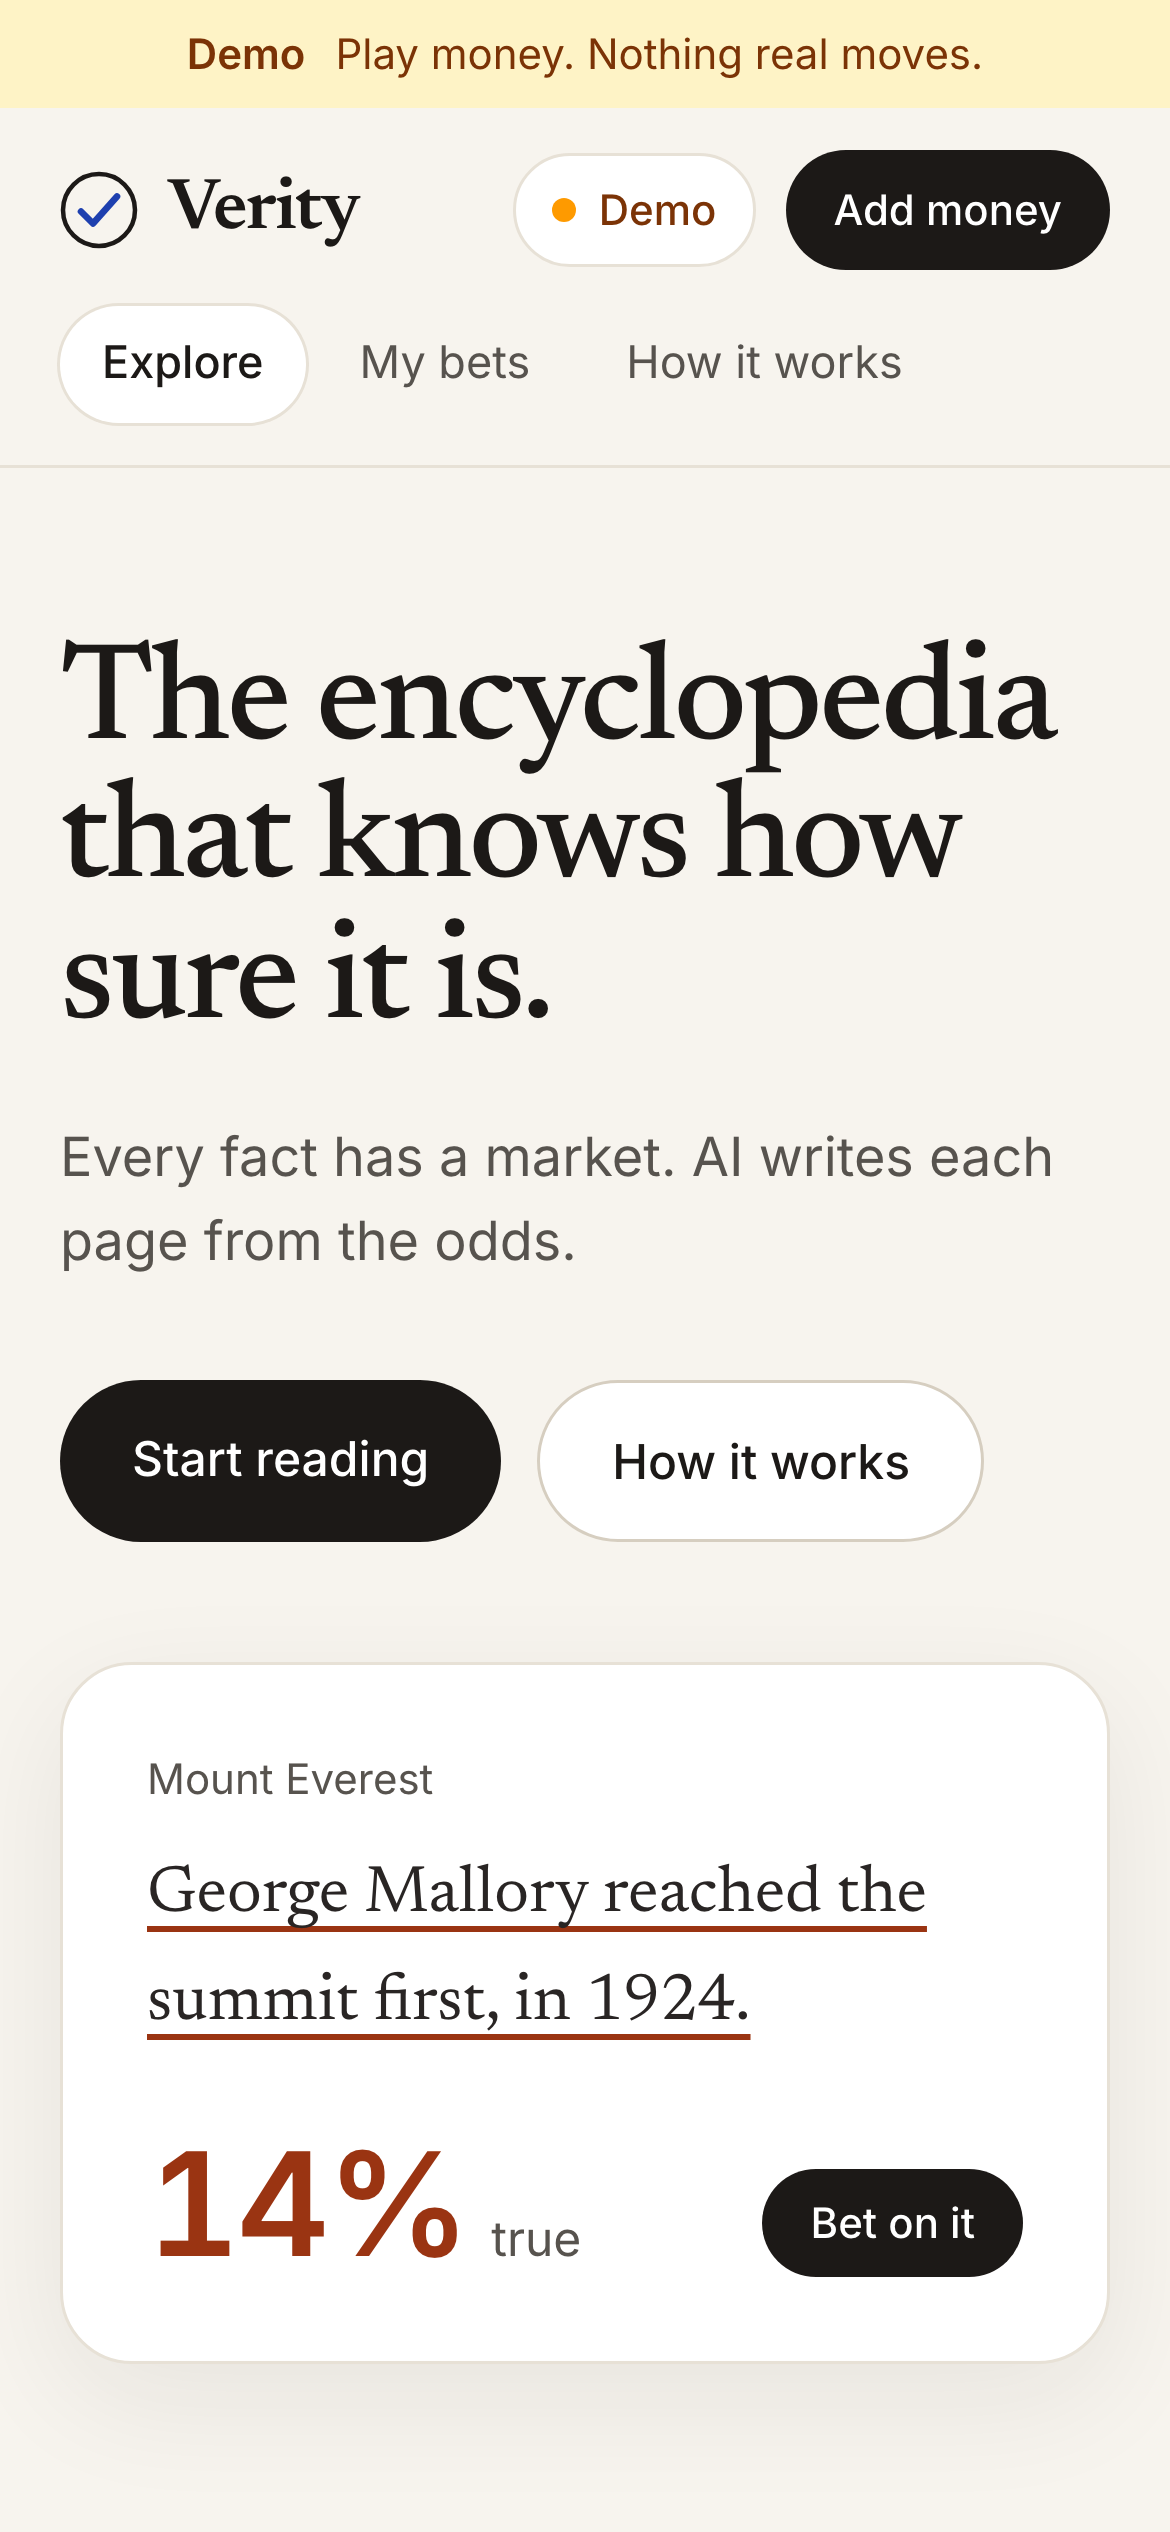 Demo Play money. Nothing real moves.
Verity
Demo
Add money
Explore
My bets
How it works
The encyclopedia
that knows how
sure it is.
Every fact has a market. AI writes each
page from the odds.
Start reading
How it works
Mount Everest
George Mallory reached the
summit first, in 1924.
14% true
Bet on it